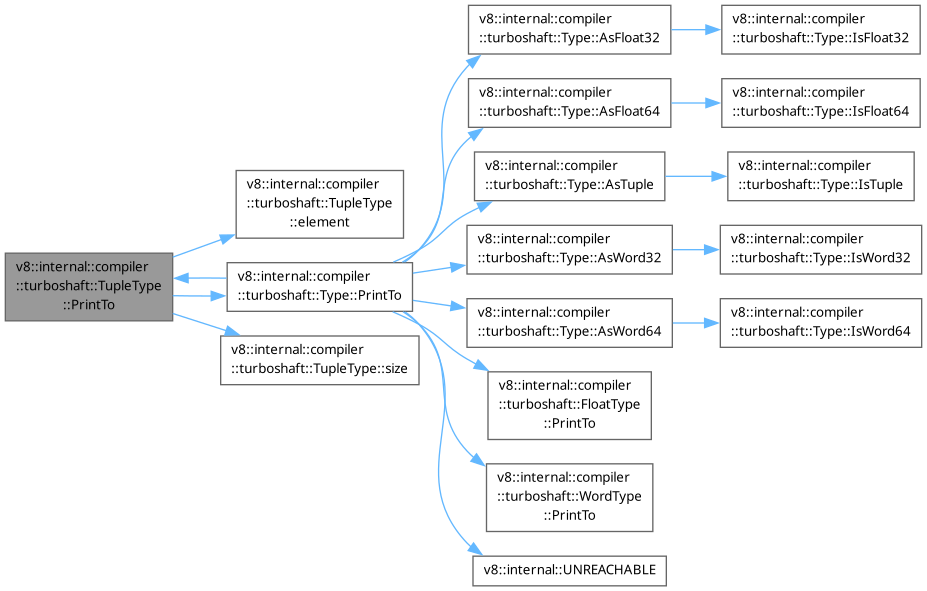 v8::internal::compiler
::turboshaft::TupleType
::PrintTo
v8::internal::compiler
::turboshaft::TupleType
::element
v8::internal::compiler
::turboshaft::Type::PrintTo
v8::internal::compiler
::turboshaft::TupleType::size
v8::internal::compiler
::turboshaft::Type::AsFloat32
v8::internal::compiler
::turboshaft::Type::IsFloat32
v8::internal::compiler
::turboshaft::Type::AsFloat64
v8::internal::compiler
::turboshaft::Type::IsFloat64
v8::internal::compiler
::turboshaft::Type::AsTuple
v8::internal::compiler
::turboshaft::Type::IsTuple
v8::internal::compiler
::turboshaft::Type::AsWord32
v8::internal::compiler
::turboshaft::Type::IsWord32
v8::internal::compiler
::turboshaft::Type::AsWord64
v8::internal::compiler
::turboshaft::Type::IsWord64
v8::internal::compiler
::turboshaft::FloatType
::PrintTo
v8::internal::compiler
::turboshaft::WordType
::PrintTo
v8::internal::UNREACHABLE